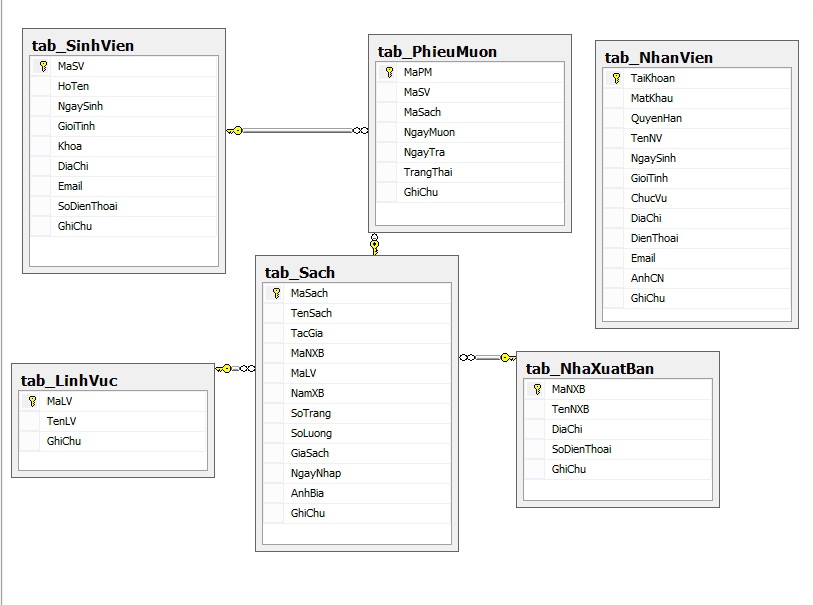 tab_SinhVien
MaSV
HoTen
NgaySinh
GioiTinh
Khoa
DiaChi
Email
SoDienThoai
GhiChu
tab_PhieuMuon
MaPM
MaSV
MaSach
NgayMuon
NgayTra
TrangThai
GhiChu
tab_NhanVien
TaiKhoan
MatKhau
QuyenHan
TenNV
NgaySinh
GioiTinh
ChucVu
DiaChi
DienThoai
Email
AnhCN
GhiChu
tab_Sach
MaSach
TenSach
TacGia
MaNXB
MaLV
NamXB
SoTrang
SoLuong
GiaSach
NgayNhap
AnhBia
GhiChu
tab_LinhVuc
MaLV
TenLV
GhiChu
tab_NhaXuatBan
MaNXB
TenNXB
DiaChi
SoDienThoai
GhiChu